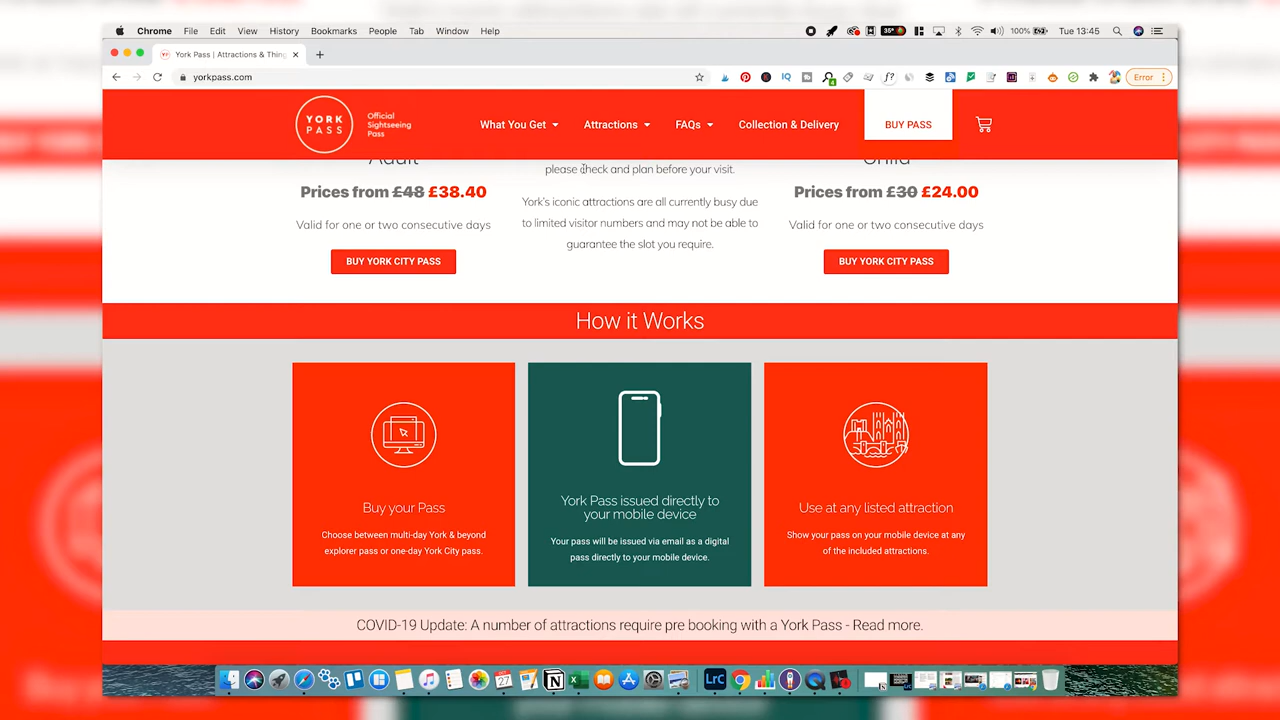 Chrome File Edit View History Bookmarks People Tab Window Help
35° 100% Tue 13:45
York Pass | Attractions & Thing
yorkpass.com
Error
YORK PASS
Official
Sightseeing
Pass
What You Get Attractions FAQs Collection & Delivery BUY PASS
Adult
Prices from £48 £38.40
Valid for one or two consecutive days
BUY YORK CITY PASS
please check and plan before your visit.
York's iconic attractions are all currently busy due
to limited visitor numbers and may not be able to
guarantee the slot you require.
Child
Prices from £30 £24.00
Valid for one or two consecutive days
BUY YORK CITY PASS
How it Works
Buy your Pass
Choose between multi-day York & beyond
explorer pass or one-day York City pass.
York Pass issued directly to
your mobile device
Your pass will be issued via email as a digital
pass directly to your mobile device.
Use at any listed attraction
Show your pass on your mobile device at any
of the included attractions.
COVID-19 Update: A number of attractions require pre booking with a York Pass - Read more.
27
Lrc